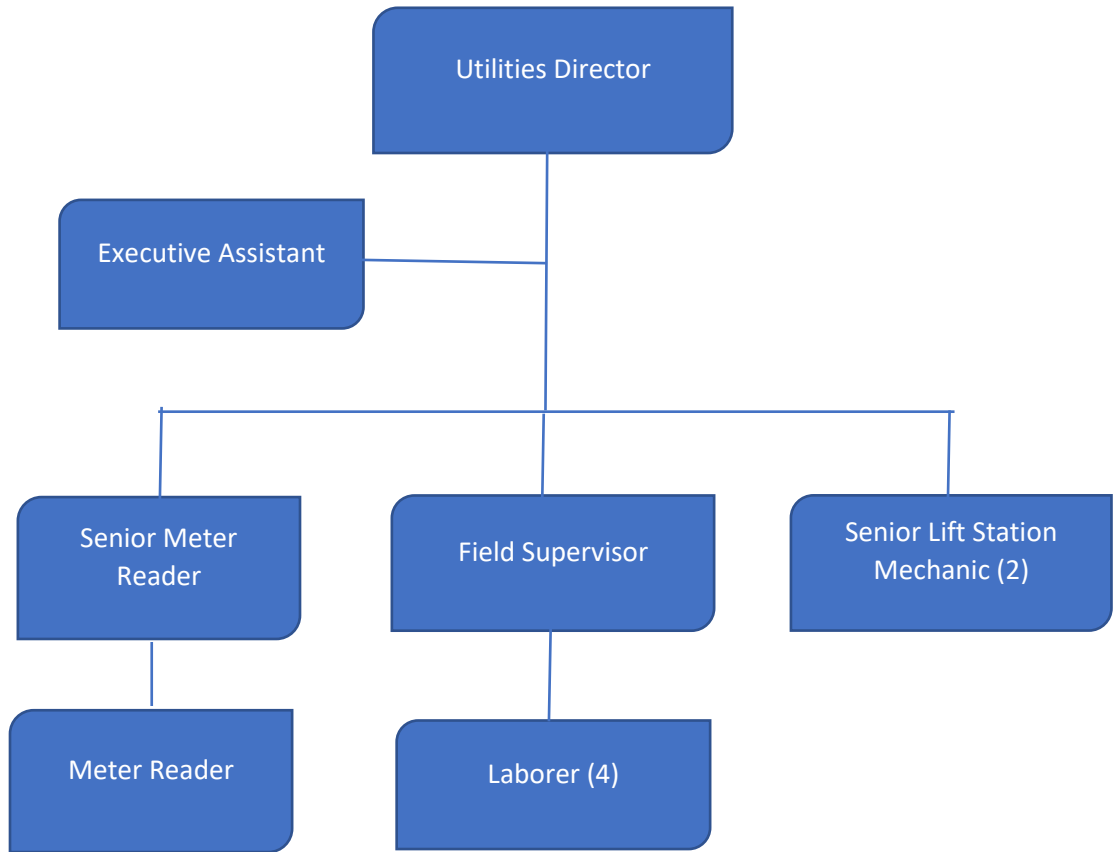 Utilities Director
Executive Assistant
Senior Meter
Reader
Field Supervisor
Senior Lift Station
Mechanic (2)
Meter Reader
Laborer (4)